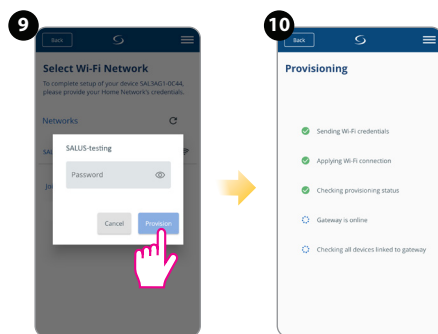 9
Back
Select Wi-Fi Network
To complete setup of your device SAL3AG1-0C44,
please provide your Home Network's credentials.
Networks
SALUS-testing
Password
Cancel
Provision
10
Back
Provisioning
Sending Wi-Fi credentials
Applying Wi-Fi connection
Checking provisioning status
Gateway is online
Checking all devices linked to gateway